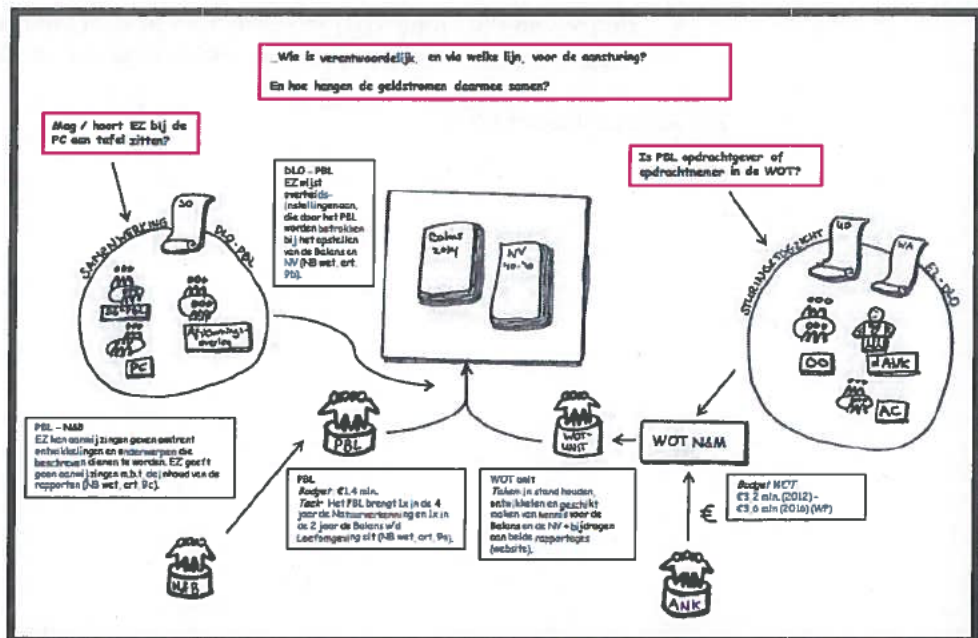 ...Wie is verantwoordelijk, en via welke lijn, voor de aansturing?
En hoe hangen de geldstromen daarmee samen?
Mag / hoort EZ bij de
PC aan tafel zitten?
Is PBL opdrachtgever of
opdrachtnemer in de WOT?
DLO - PBL
EZ wijst
overheids-
instellingen aan,
die door het PBL
worden betrokken
bij het opstellen
van de Balans en
NV (NB wet, art.
9b).
SO
SAMENWERKING DLO-PBL
PC
Afstemmings-
overleg
Balans
2014
NV
STURING & TOEZICHT EZ-DLO
OO
dANK
AC
PBL - N&B
EZ kan aanwijzingen geven omtrent
ontwikkelingen en onderwerpen die
beschreven dienen te worden. EZ geeft
geen aanwijzingen m.b.t. de inhoud van de
rapporten (NB wet, art. 9c).
PBL
WOT-
UNIT
WOT N&M
PBL
Budget: €1,4 mln.
Taak: Het PBL brengt 1x in de 4
jaar de Natuurverkenning en 1x in
de 2 jaar de Balans v/d
Leefomgeving uit (NB wet, art. 9a).
WOT unit
Taken: in stand houden,
ontwikkelen en geschikt
maken van kennis voor de
Balans en de NV + bijdragen
aan beide rapportages
(website).
€
Budget WOT
€3,2 mln. (2012) -
€3,6 mln (2016) (WP)
N&B
ANK